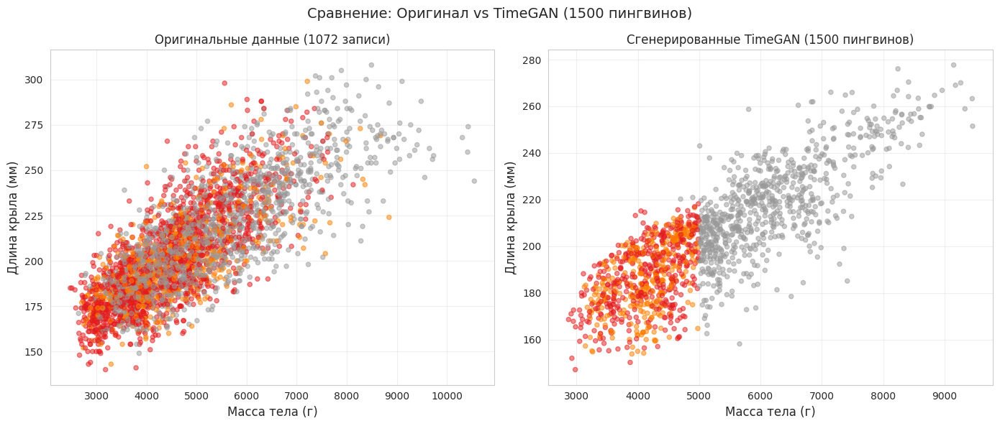 Сравнение: Оригинал vs TimeGAN (1500 пингвинов)
Оригинальные данные (1072 записи)
300
275
250
225
200
175
150
Длина крыла (мм)
3000 4000 5000 6000 7000 8000 9000 10000
Масса тела (г)
Сгенерированные TimeGAN (1500 пингвинов)
280
260
240
220
200
180
160
Длина крыла (мм)
3000 4000 5000 6000 7000 8000 9000
Масса тела (г)